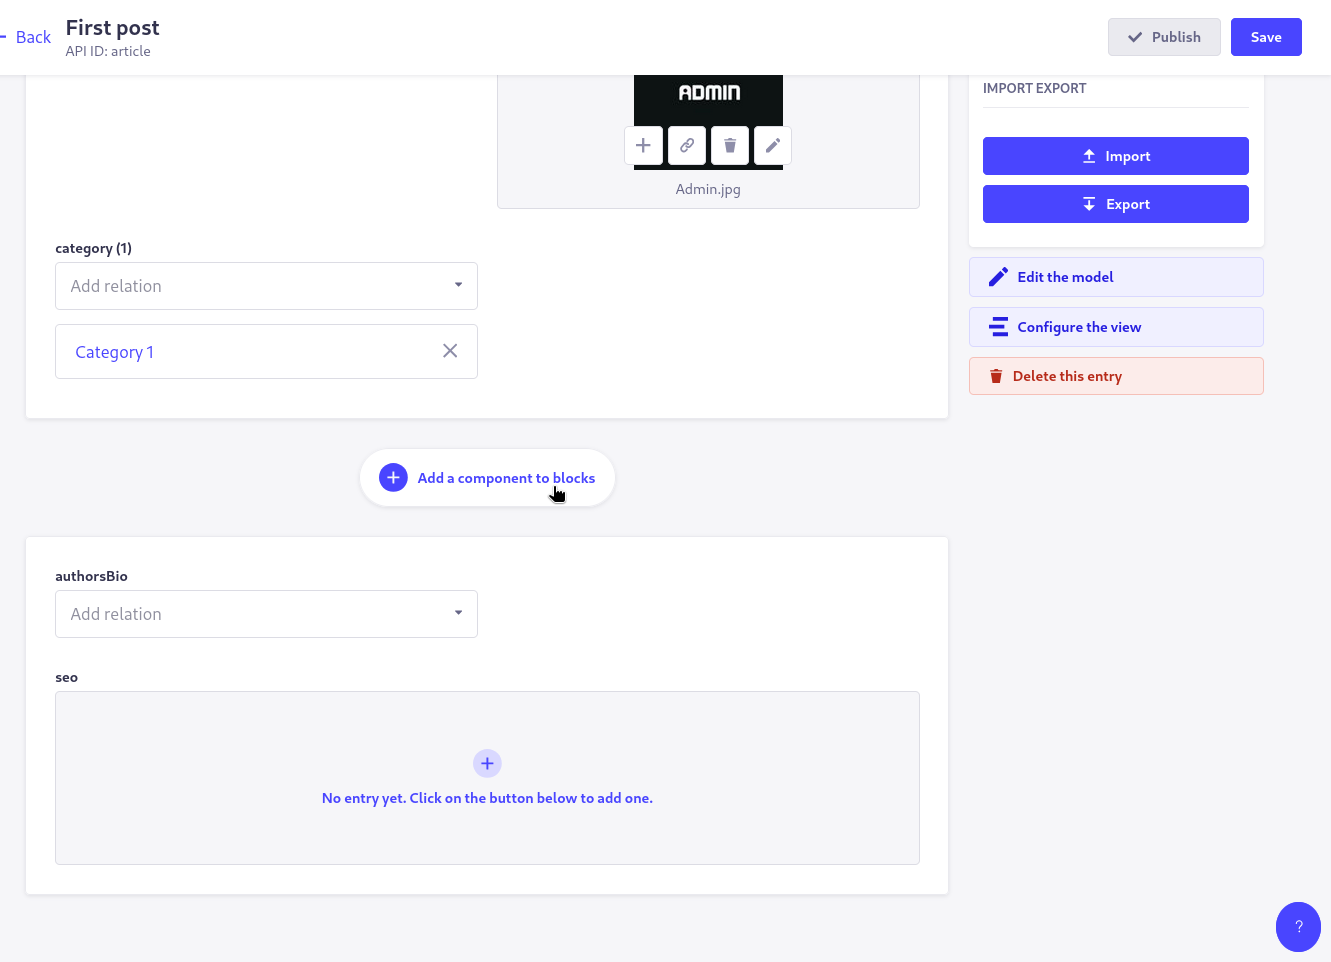 Back
First post
API ID: article
Publish
Save
ADMIN
Admin.jpg
IMPORT EXPORT
Import
Export
category (1)
Add relation
Category 1
Edit the model
Configure the view
Delete this entry
Add a component to blocks
authorsBio
Add relation
seo
No entry yet. Click on the button below to add one.
?